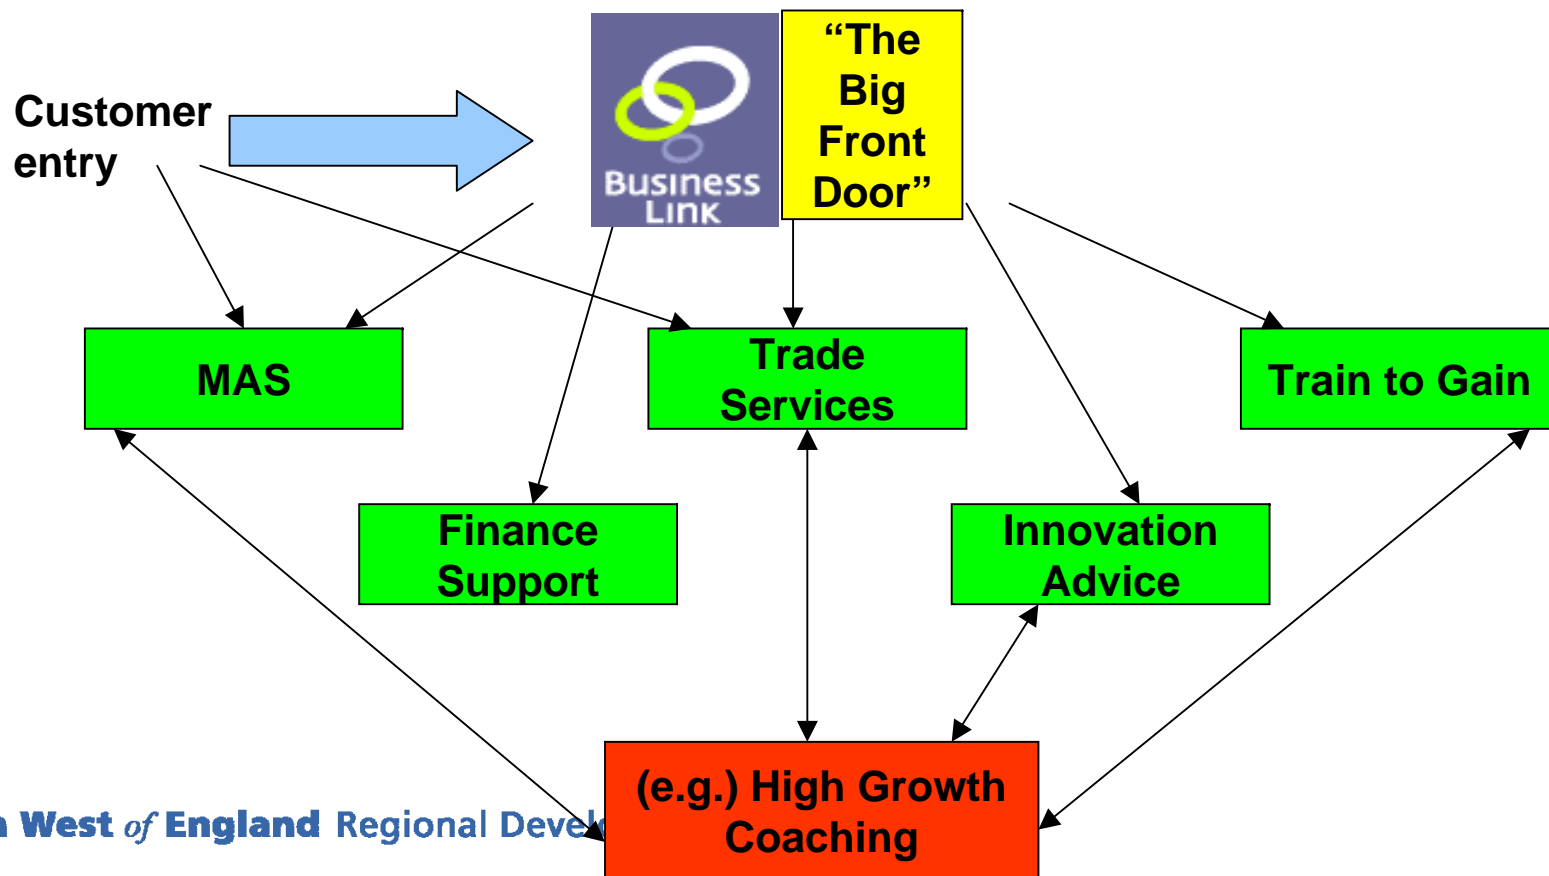 “The
Big
Front
Door”
Customer
entry
Business
Link
MAS
Trade
Services
Train to Gain
Finance
Support
Innovation
Advice
(e.g.) High Growth
Coaching
West of England Regional